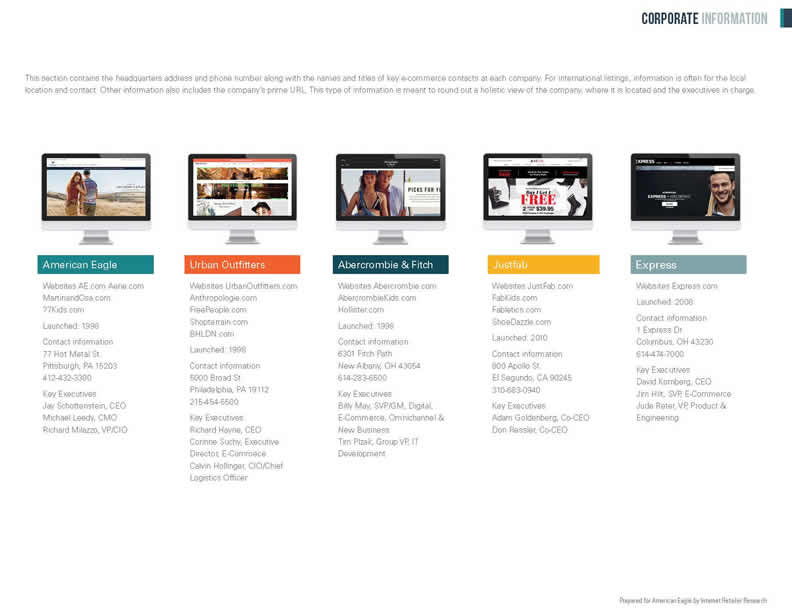 CORPORATE INFORMATION
This section contains the headquarters address and phone number along with the names and titles of key e-commerce contacts at each company. For international listings, information is often for the local
location and contact. Other information also includes the company's prime URL. This type of information is meant to round out a holistic view of the company, where it is located and the executives in charge.
PICKS FOR
Buy 1 Get 1
FREE
2 $39.95
EXPRESS
American Eagle
Websites AE.com Aerie.com
MartinandOsa.com
77Kids.com
Launched: 1998
Contact information
77 Hot Metal St.
Pittsburgh, PA 15203
412-432-3300
Key Executives
Jay Schottenstein, CEO
Michael Leedy, CMO
Richard Milazzo, VP/CIO
Urban Outfitters
Websites UrbanOutfitters.com
Anthropologie.com
FreePeople.com
Shopterrain.com
BHLDN.com
Launched: 1998
Contact information
5000 Broad St
Philadelphia, PA 19112
215-454-5500
Key Executives
Richard Hayne, CEO
Corinne Suchy, Executive
Director, E-Commerce
Calvin Hollinger, CIO/Chief
Logistics Officer
Abercrombie & Fitch
Websites Abercrombie.com
AbercrombieKids.com
Hollister.com
Launched: 1998
Contact information
6301 Fitch Path
New Albany, OH 43054
614-283-6500
Key Executives
Billy May, SVP/GM, Digital,
E-Commerce, Omnichannel &
New Business
Tim Plzak, Group VP, IT
Development
Justfab
Websites JustFab.com
FabKids.com
Fabletics.com
ShoeDazzle.com
Launched: 2010
Contact information
800 Apollo St.
El Segundo, CA 90245
310-683-0940
Key Executives
Adam Goldenberg, Co-CEO
Don Ressler, Co-CEO
Express
Websites Express.com
Launched: 2008
Contact information
1 Express Dr.
Columbus, OH 43230
614-474-7000
Key Executives
David Kornberg, CEO
Jim Hilt, SVP, E-Commerce
Jude Reter, VP, Product &
Engineering
Prepared for American Eagle by Internet Retailer Research